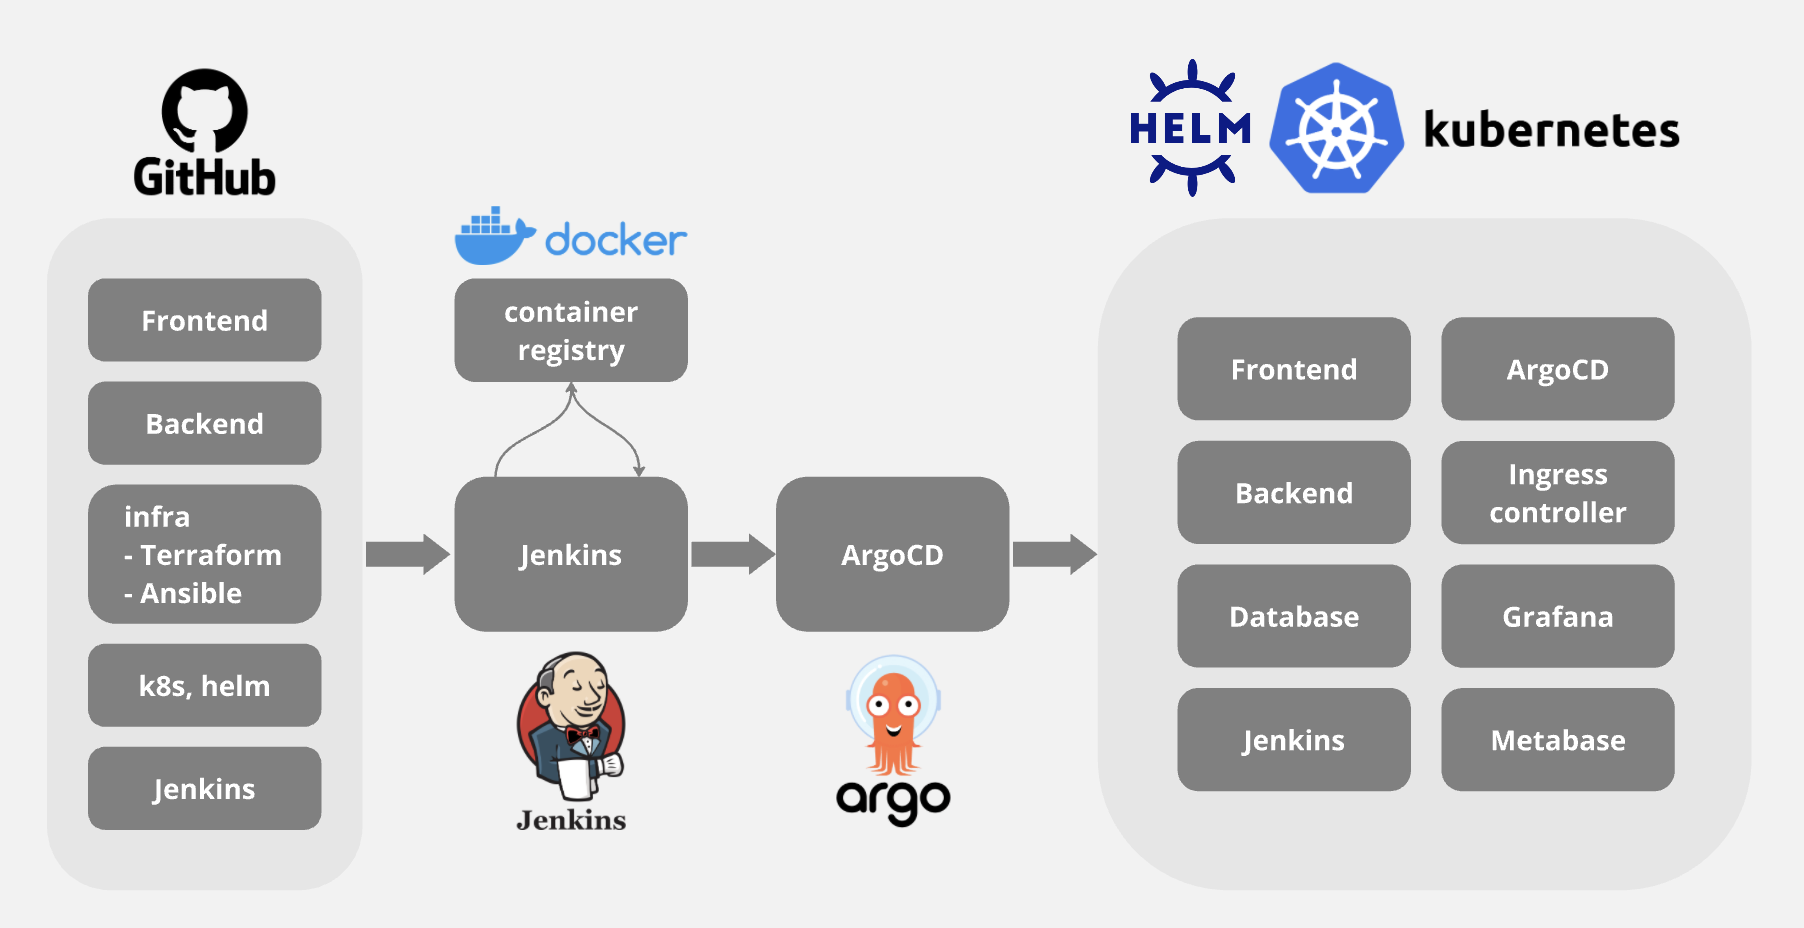 GitHub
Frontend
Backend
infra
- Terraform
- Ansible
k8s, helm
Jenkins
docker
container
registry
Jenkins
Jenkins
ArgoCD
argo
HELM
kubernetes
Frontend
ArgoCD
Backend
Ingress
controller
Database
Grafana
Jenkins
Metabase